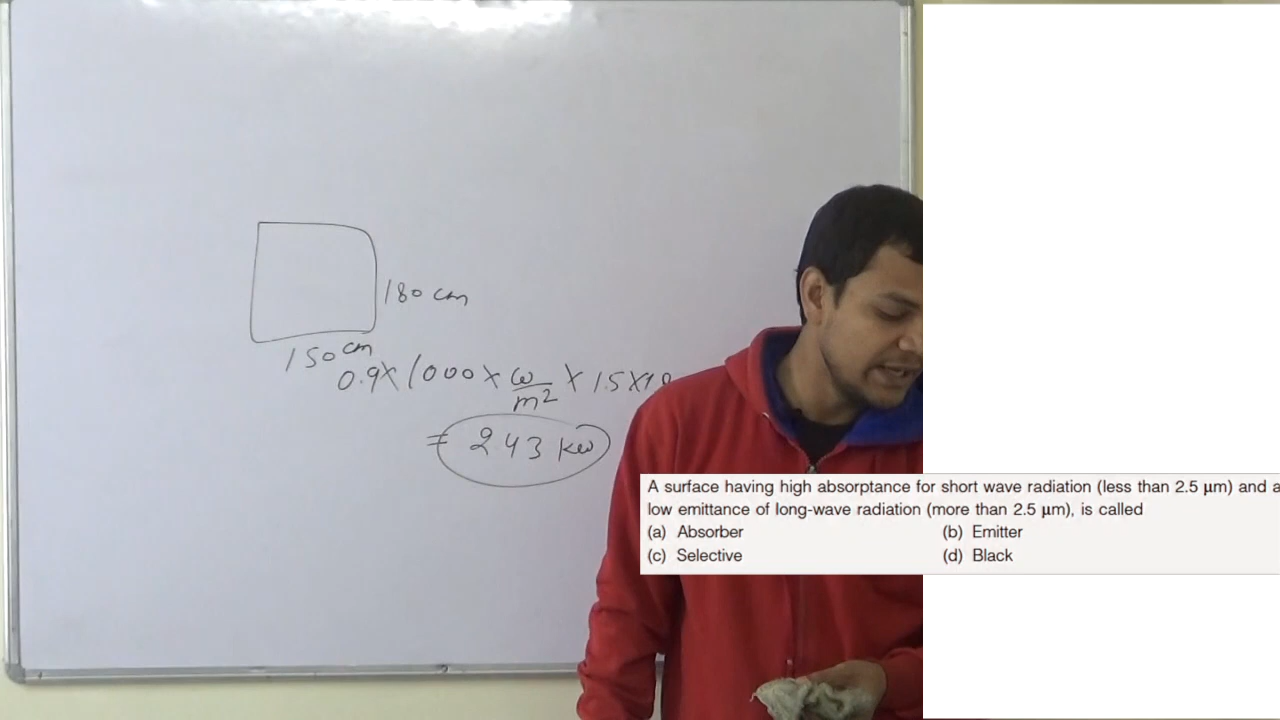 180 cm
150 cm
0.9 X 1000 X ω/m² X 1.5 X 1.8
= 243 kω
A surface having high absorptance for short wave radiation (less than 2.5 μm) and a
low emittance of long-wave radiation (more than 2.5 μm), is called
(a) Absorber (b) Emitter
(c) Selective (d) Black